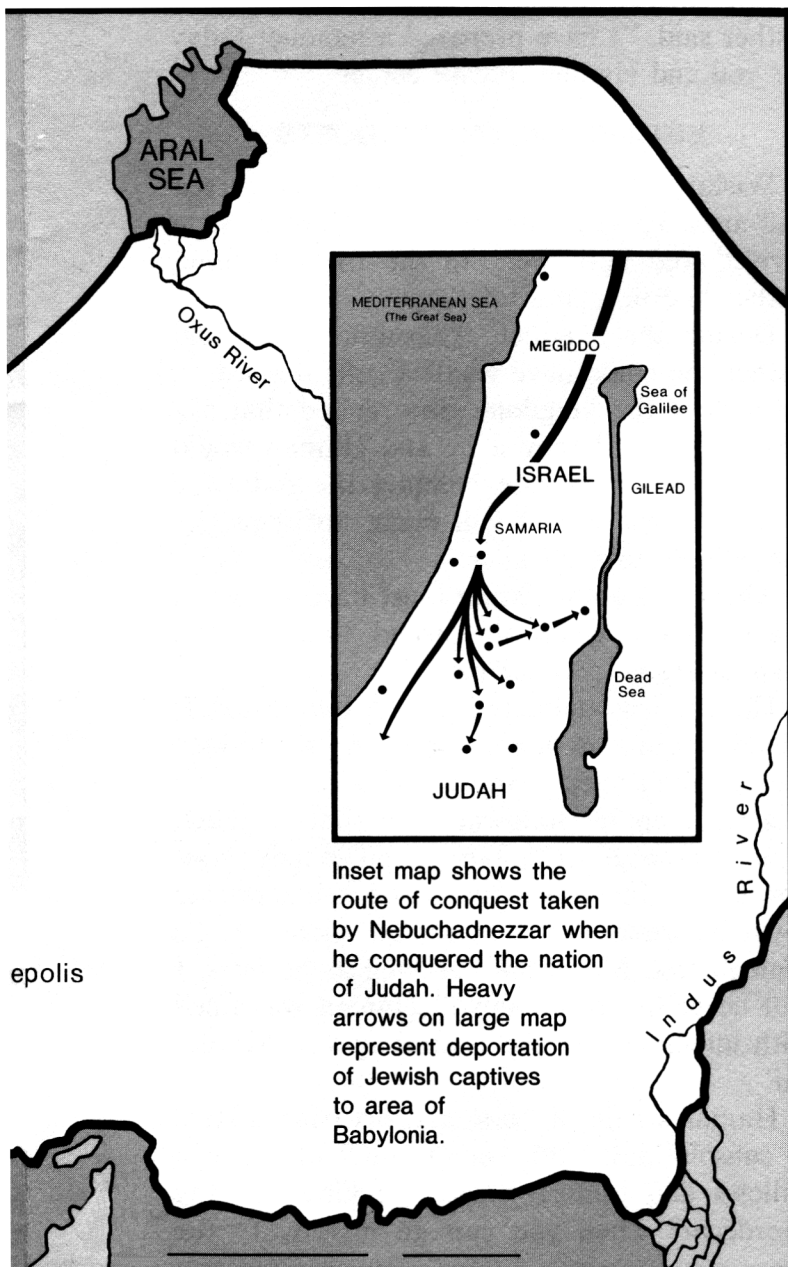 ARAL
SEA
Oxus River
MEDITERRANEAN SEA
(The Great Sea)
MEGIDDO
Sea of
Galilee
ISRAEL
GILEAD
SAMARIA
Dead
Sea
JUDAH
Inset map shows the
route of conquest taken
by Nebuchadnezzar when
he conquered the nation
of Judah. Heavy
arrows on large map
represent deportation
of Jewish captives
to area of
Babylonia.
epolis
Indus River